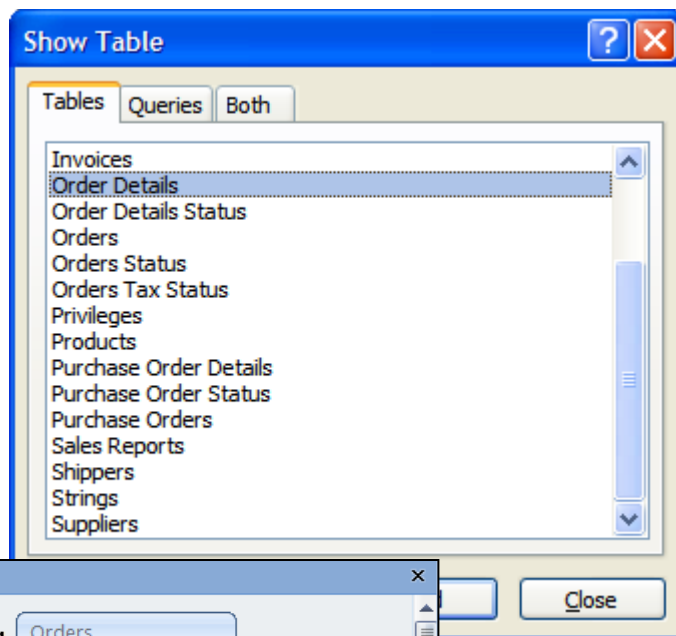 Show Table
Tables Queries Both
Invoices
Order Details
Order Details Status
Orders
Orders Status
Orders Tax Status
Privileges
Products
Purchase Order Details
Purchase Order Status
Purchase Orders
Sales Reports
Shippers
Strings
Suppliers
Close
Orders